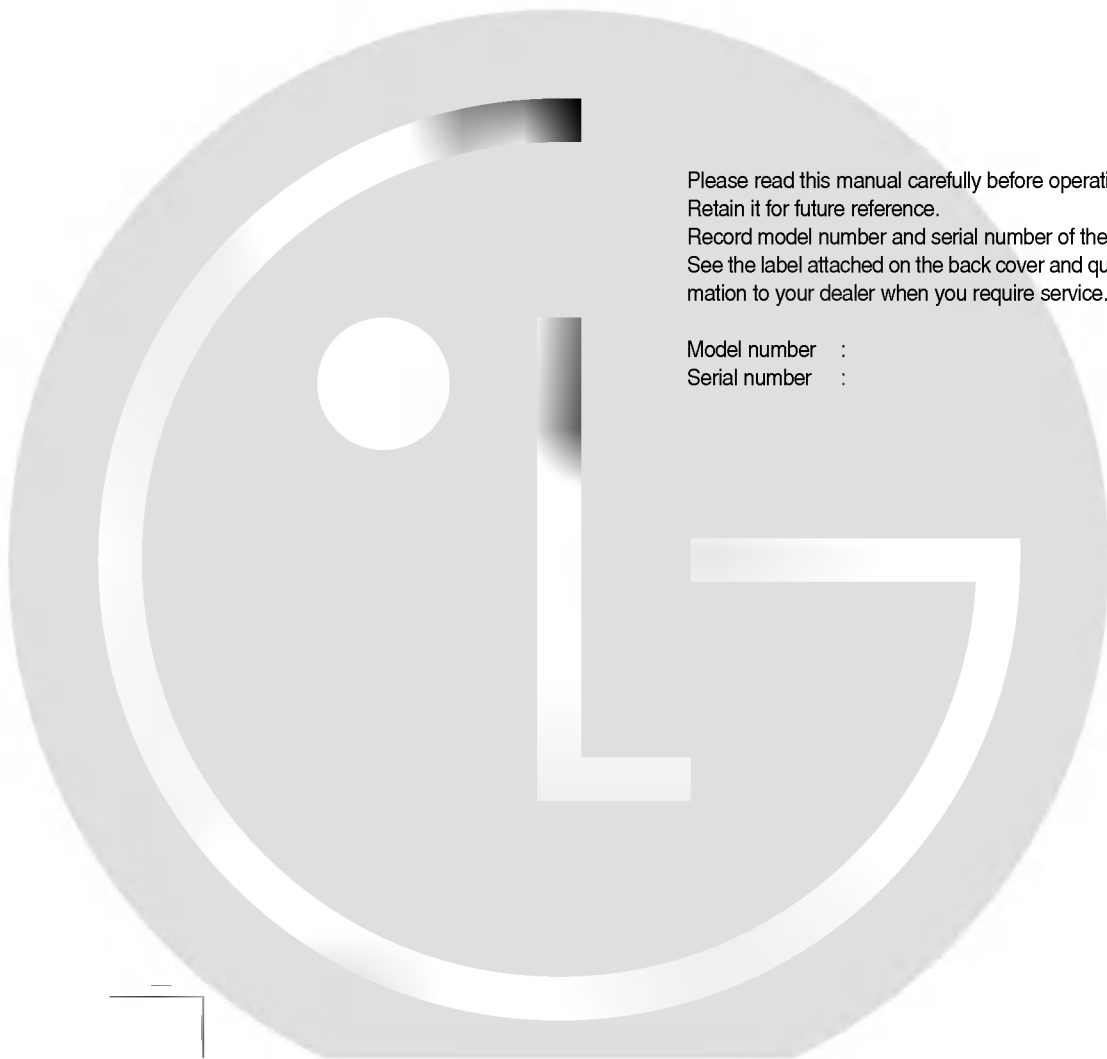 Please read this manual carefully before operati
Retain it for future reference.
Record model number and serial number of the
See the label attached on the back cover and qu
mation to your dealer when you require service.
Model number :
Serial number :